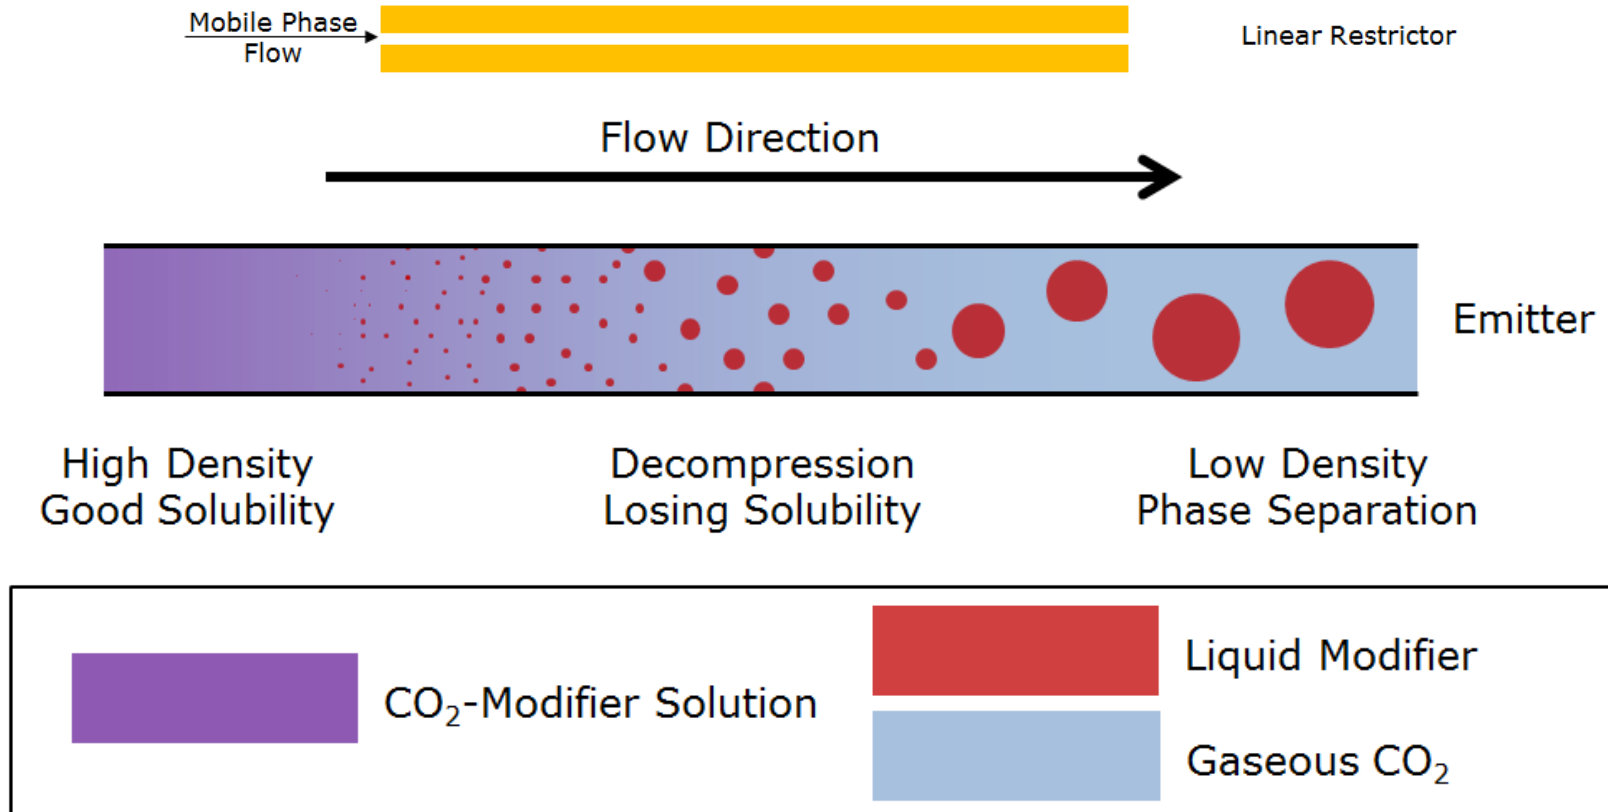 Mobile Phase
Flow
Linear Restrictor
Flow Direction
Emitter
High Density
Good Solubility
Decompression
Losing Solubility
Low Density
Phase Separation
CO₂-Modifier Solution
Liquid Modifier
Gaseous CO₂